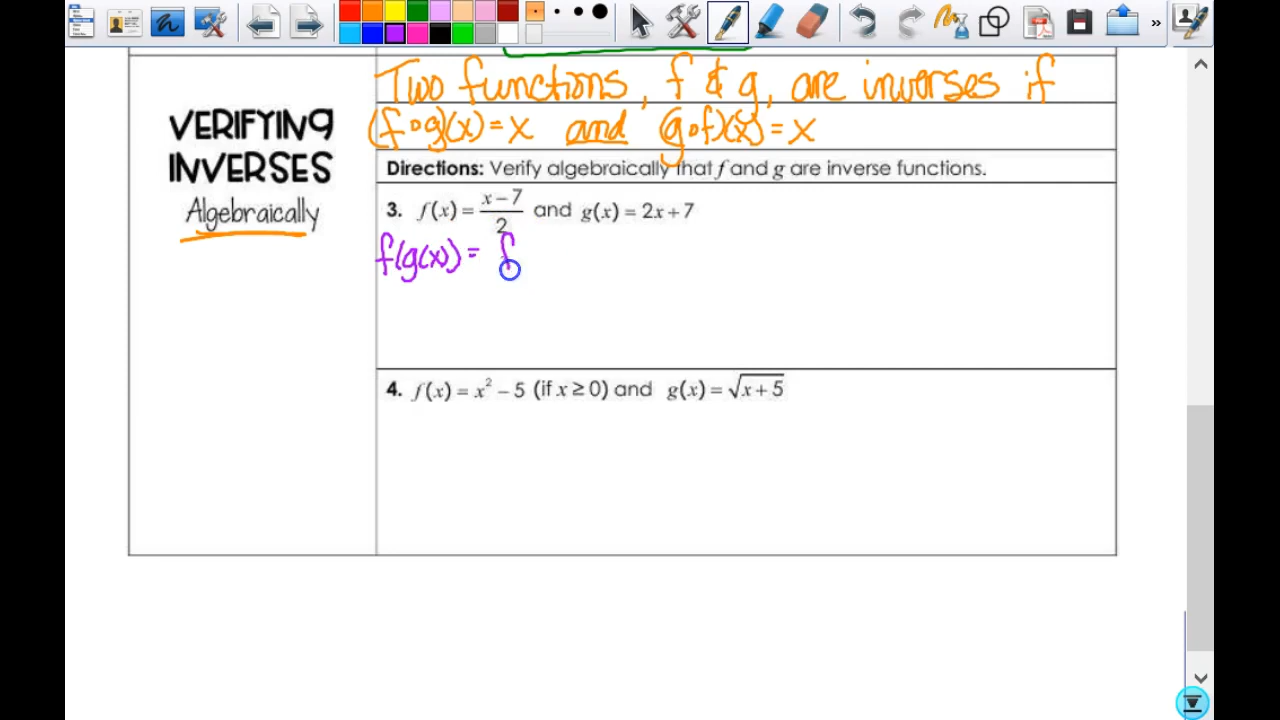 Two functions, f & g, are inverses if
(f∘g)(x) = x and (g∘f)(x) = x
VERIFYING
INVERSES
Algebraically
Directions: Verify algebraically that f and g are inverse functions.
3. f(x) = (x − 7)/2 and g(x) = 2x + 7
f(g(x)) = f
4. f(x) = x² − 5 (if x ≥ 0) and g(x) = √(x + 5)